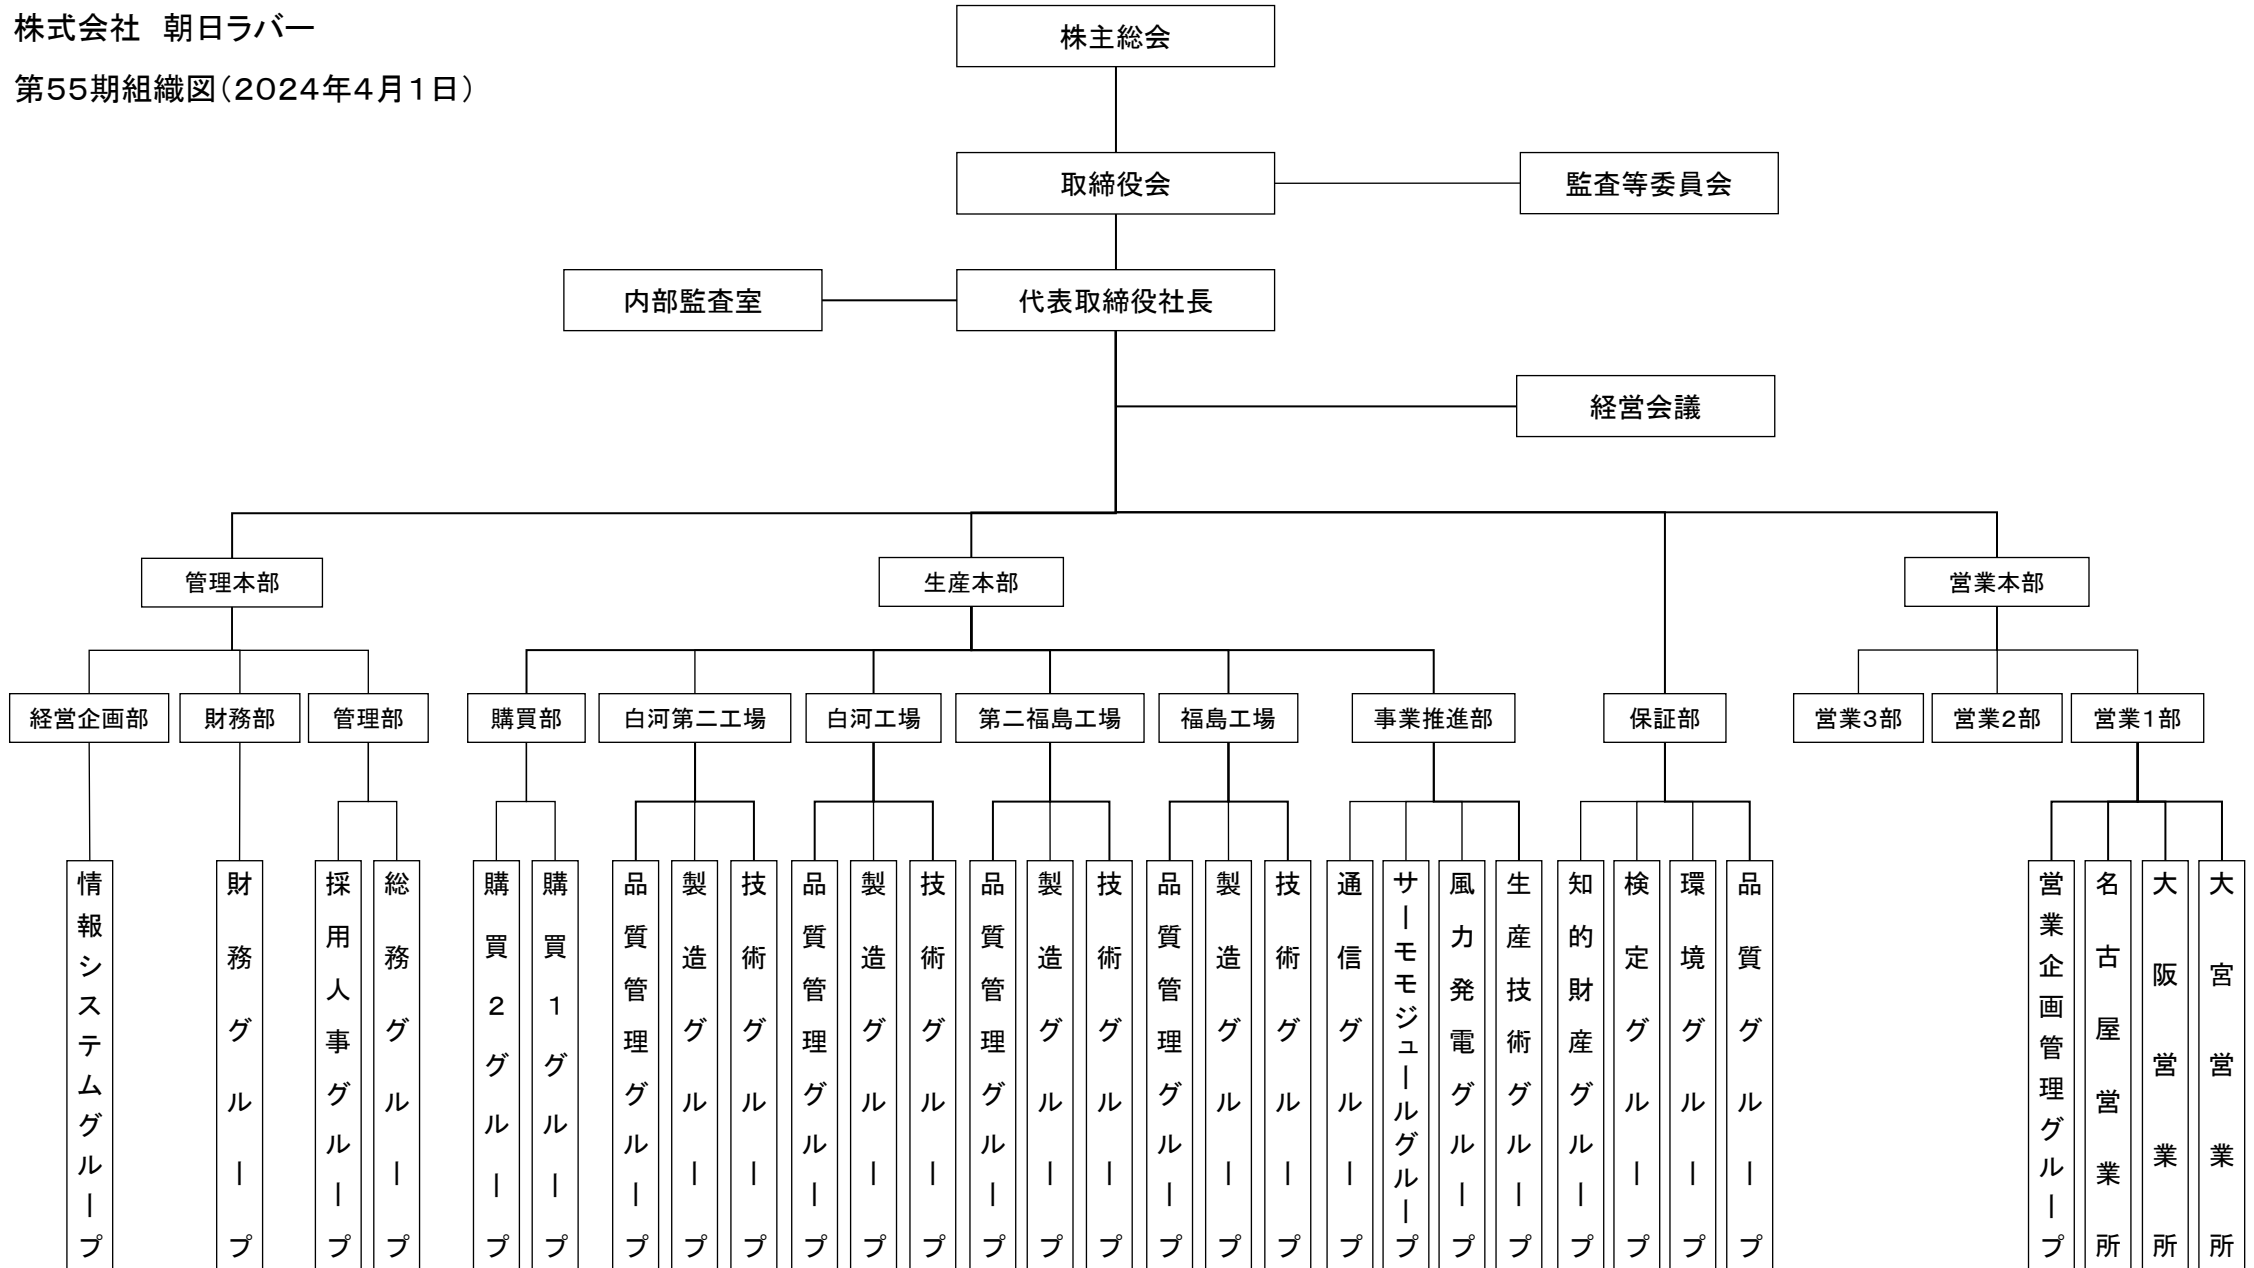 株式会社　朝日ラバー
第５５期組織図（２０２４年４月１日）
株主総会
取締役会
監査等委員会
内部監査室
代表取締役社長
経営会議
管理本部
生産本部
営業本部
経営企画部
財務部
管理部
購買部
白河第二工場
白河工場
第二福島工場
福島工場
事業推進部
保証部
営業３部
営業２部
営業１部
情報システムグループ
財務グループ
採用人事グループ
総務グループ
購買２グループ
購買１グループ
品質管理グループ
製造グループ
技術グループ
品質管理グループ
製造グループ
技術グループ
品質管理グループ
製造グループ
技術グループ
品質管理グループ
製造グループ
技術グループ
通信グループ
サーモモジュールグループ
風力発電グループ
生産技術グループ
知的財産グループ
検定グループ
環境グループ
品質グループ
営業企画管理グループ
名古屋営業所
大阪営業所
大宮営業所